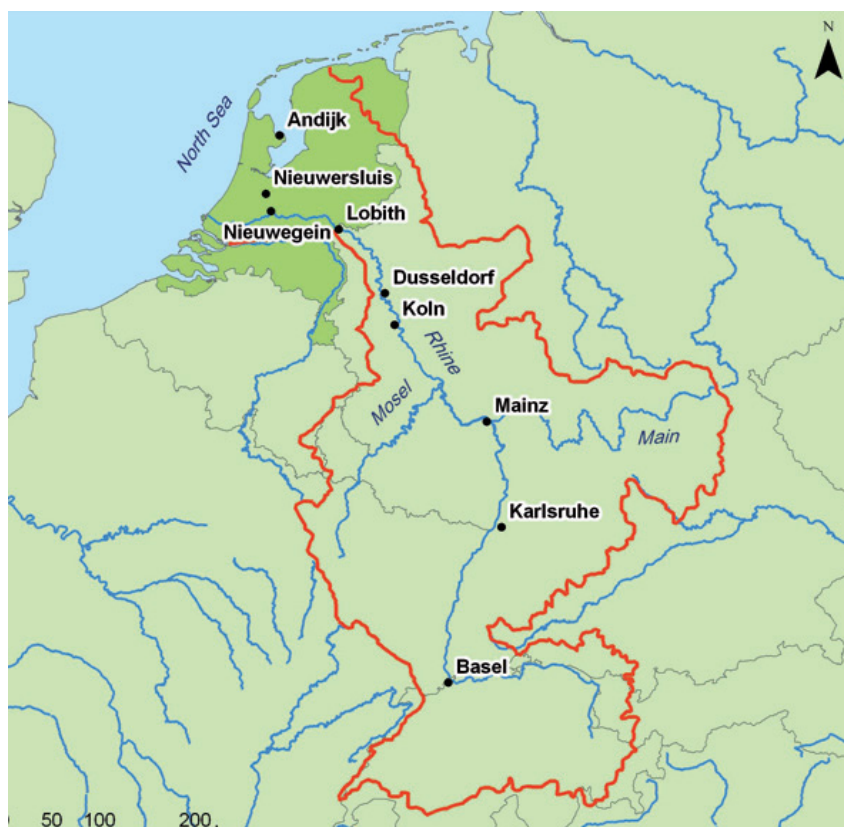 N
North Sea
Andijk
Nieuwersluis
Nieuwegein
Lobith
Dusseldorf
Koln
Rhine
Mosel
Mainz
Main
Karlsruhe
Basel
50 100 200